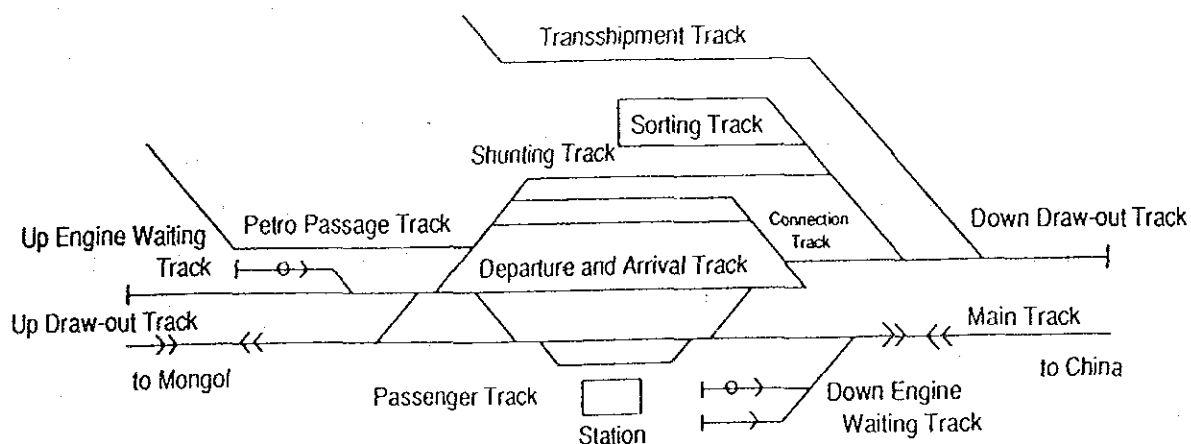 Transshipment Track
Sorting Track
Shunting Track
Petro Passage Track
Connection
Track
Down Draw-out Track
Up Engine Waiting
Track
Departure and Arrival Track
Up Draw-out Track
Main Track
to Mongol
to China
Passenger Track
Station
Down Engine
Waiting Track